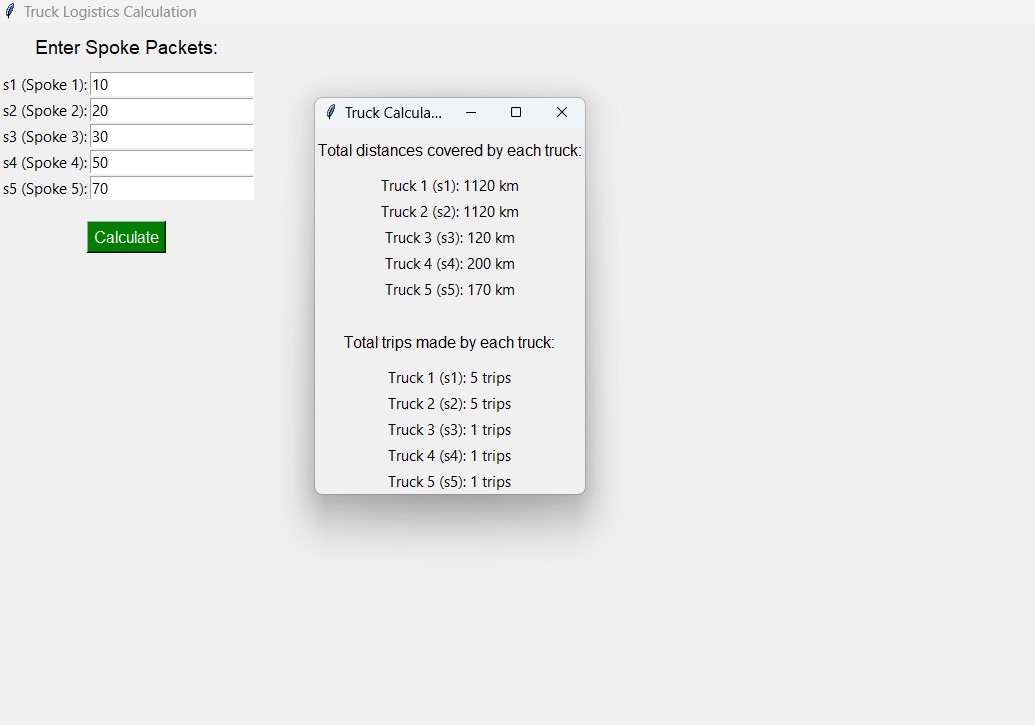 Truck Logistics Calculation
Enter Spoke Packets:
s1 (Spoke 1): 10
s2 (Spoke 2): 20
s3 (Spoke 3): 30
s4 (Spoke 4): 50
s5 (Spoke 5): 70
Calculate
Truck Calcula...
Total distances covered by each truck:
Truck 1 (s1): 1120 km
Truck 2 (s2): 1120 km
Truck 3 (s3): 120 km
Truck 4 (s4): 200 km
Truck 5 (s5): 170 km
Total trips made by each truck:
Truck 1 (s1): 5 trips
Truck 2 (s2): 5 trips
Truck 3 (s3): 1 trips
Truck 4 (s4): 1 trips
Truck 5 (s5): 1 trips